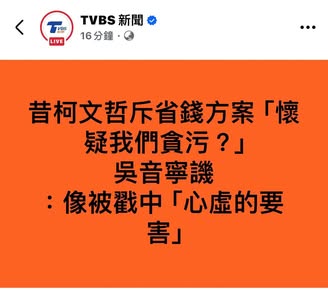 TVBS 新聞
16 分鐘
TVBS
LIVE
昔柯文哲斥省錢方案「懷
疑我們貪污？」
吳音寧譏
：像被戳中「心虛的要
害」